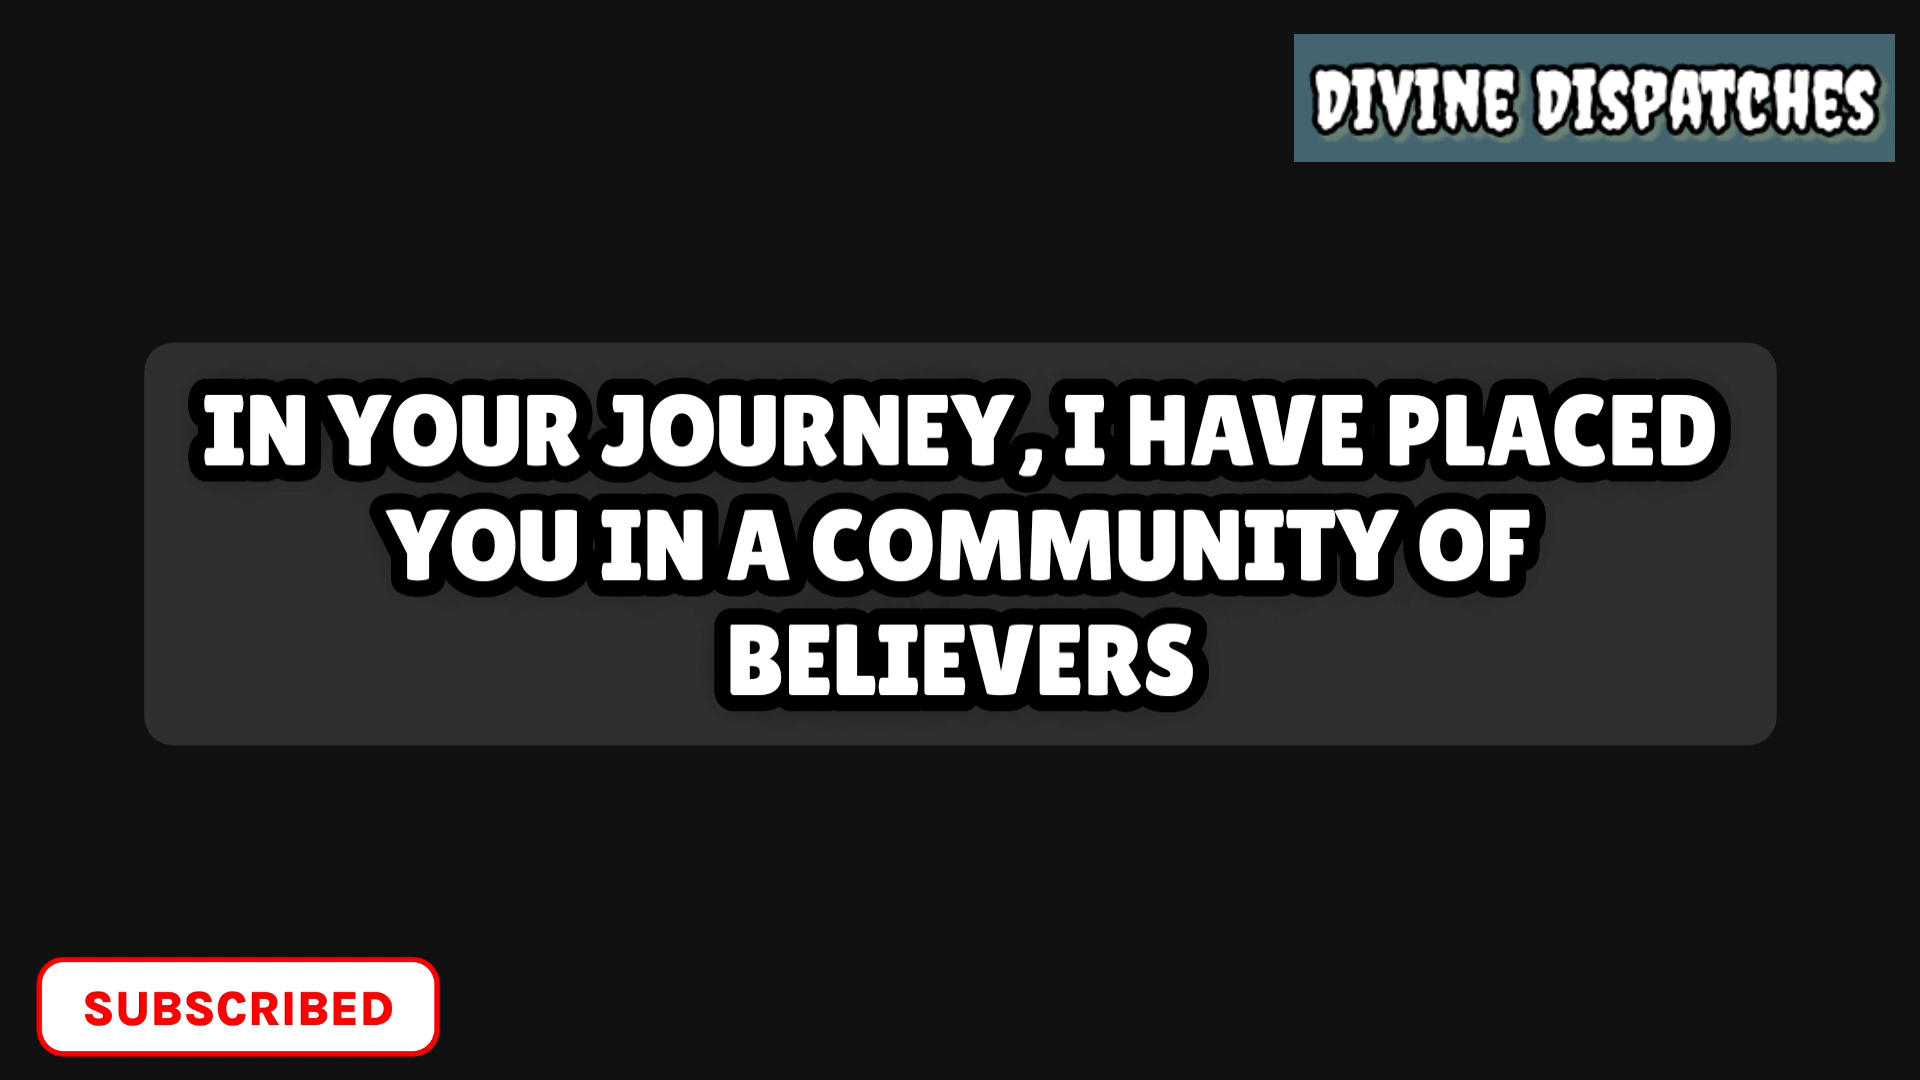 DIVINE DISPATCHES
IN YOUR JOURNEY, I HAVE PLACED
YOU IN A COMMUNITY OF
BELIEVERS
SUBSCRIBED